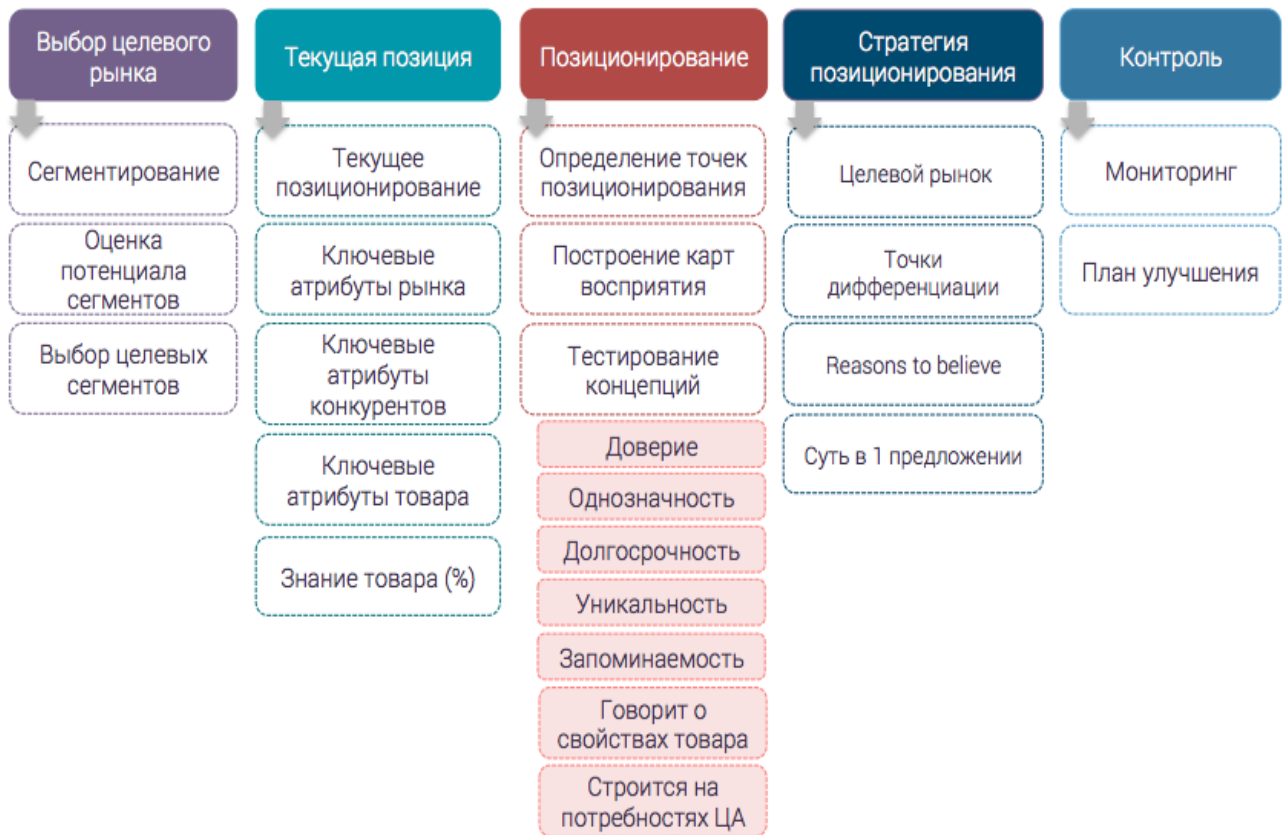 Выбор целевого
рынка
Сегментирование
Оценка
потенциала
сегментов
Выбор целевых
сегментов
Текущая позиция
Текущее
позиционирование
Ключевые
атрибуты рынка
Ключевые
атрибуты
конкурентов
Ключевые
атрибуты товара
Знание товара (%)
Позиционирование
Определение точек
позиционирования
Построение карт
восприятия
Тестирование
концепций
Доверие
Однозначность
Долгосрочность
Уникальность
Запоминаемость
Говорит о
свойствах товара
Строится на
потребностях ЦА
Стратегия
позиционирования
Целевой рынок
Точки
дифференциации
Reasons to believe
Суть в 1 предложении
Контроль
Мониторинг
План улучшения